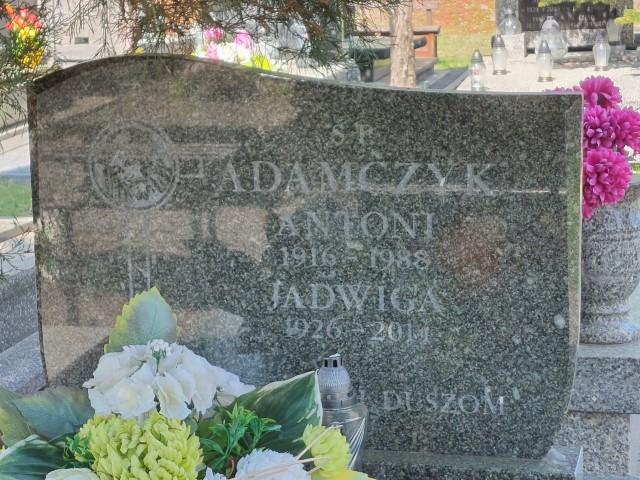 Ś.P.
ADAMCZYK
ANTONI
1916 - 1988
JADWIGA
1926 - 2014
DUSZOM